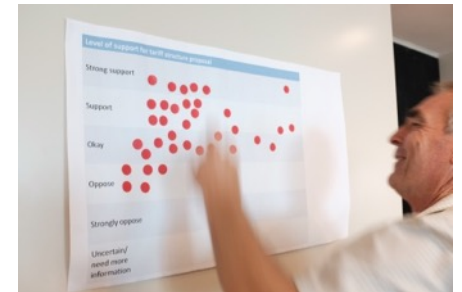 Level of support for tariff structure proposal
Strong support
Support
Okay
Oppose
Strongly oppose
Uncertain/
need more
information